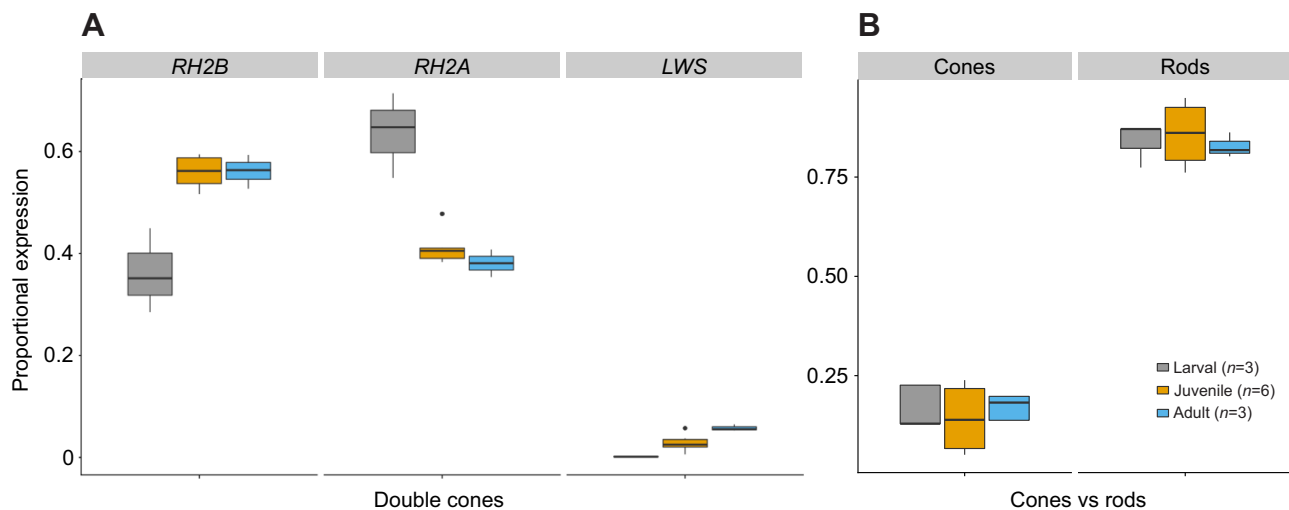 A
RH2B RH2A LWS
Proportional expression
0.6
0.4
0.2
0
Double cones
B
Cones Rods
0.75
0.50
0.25
Larval (n=3)
Juvenile (n=6)
Adult (n=3)
Cones vs rods